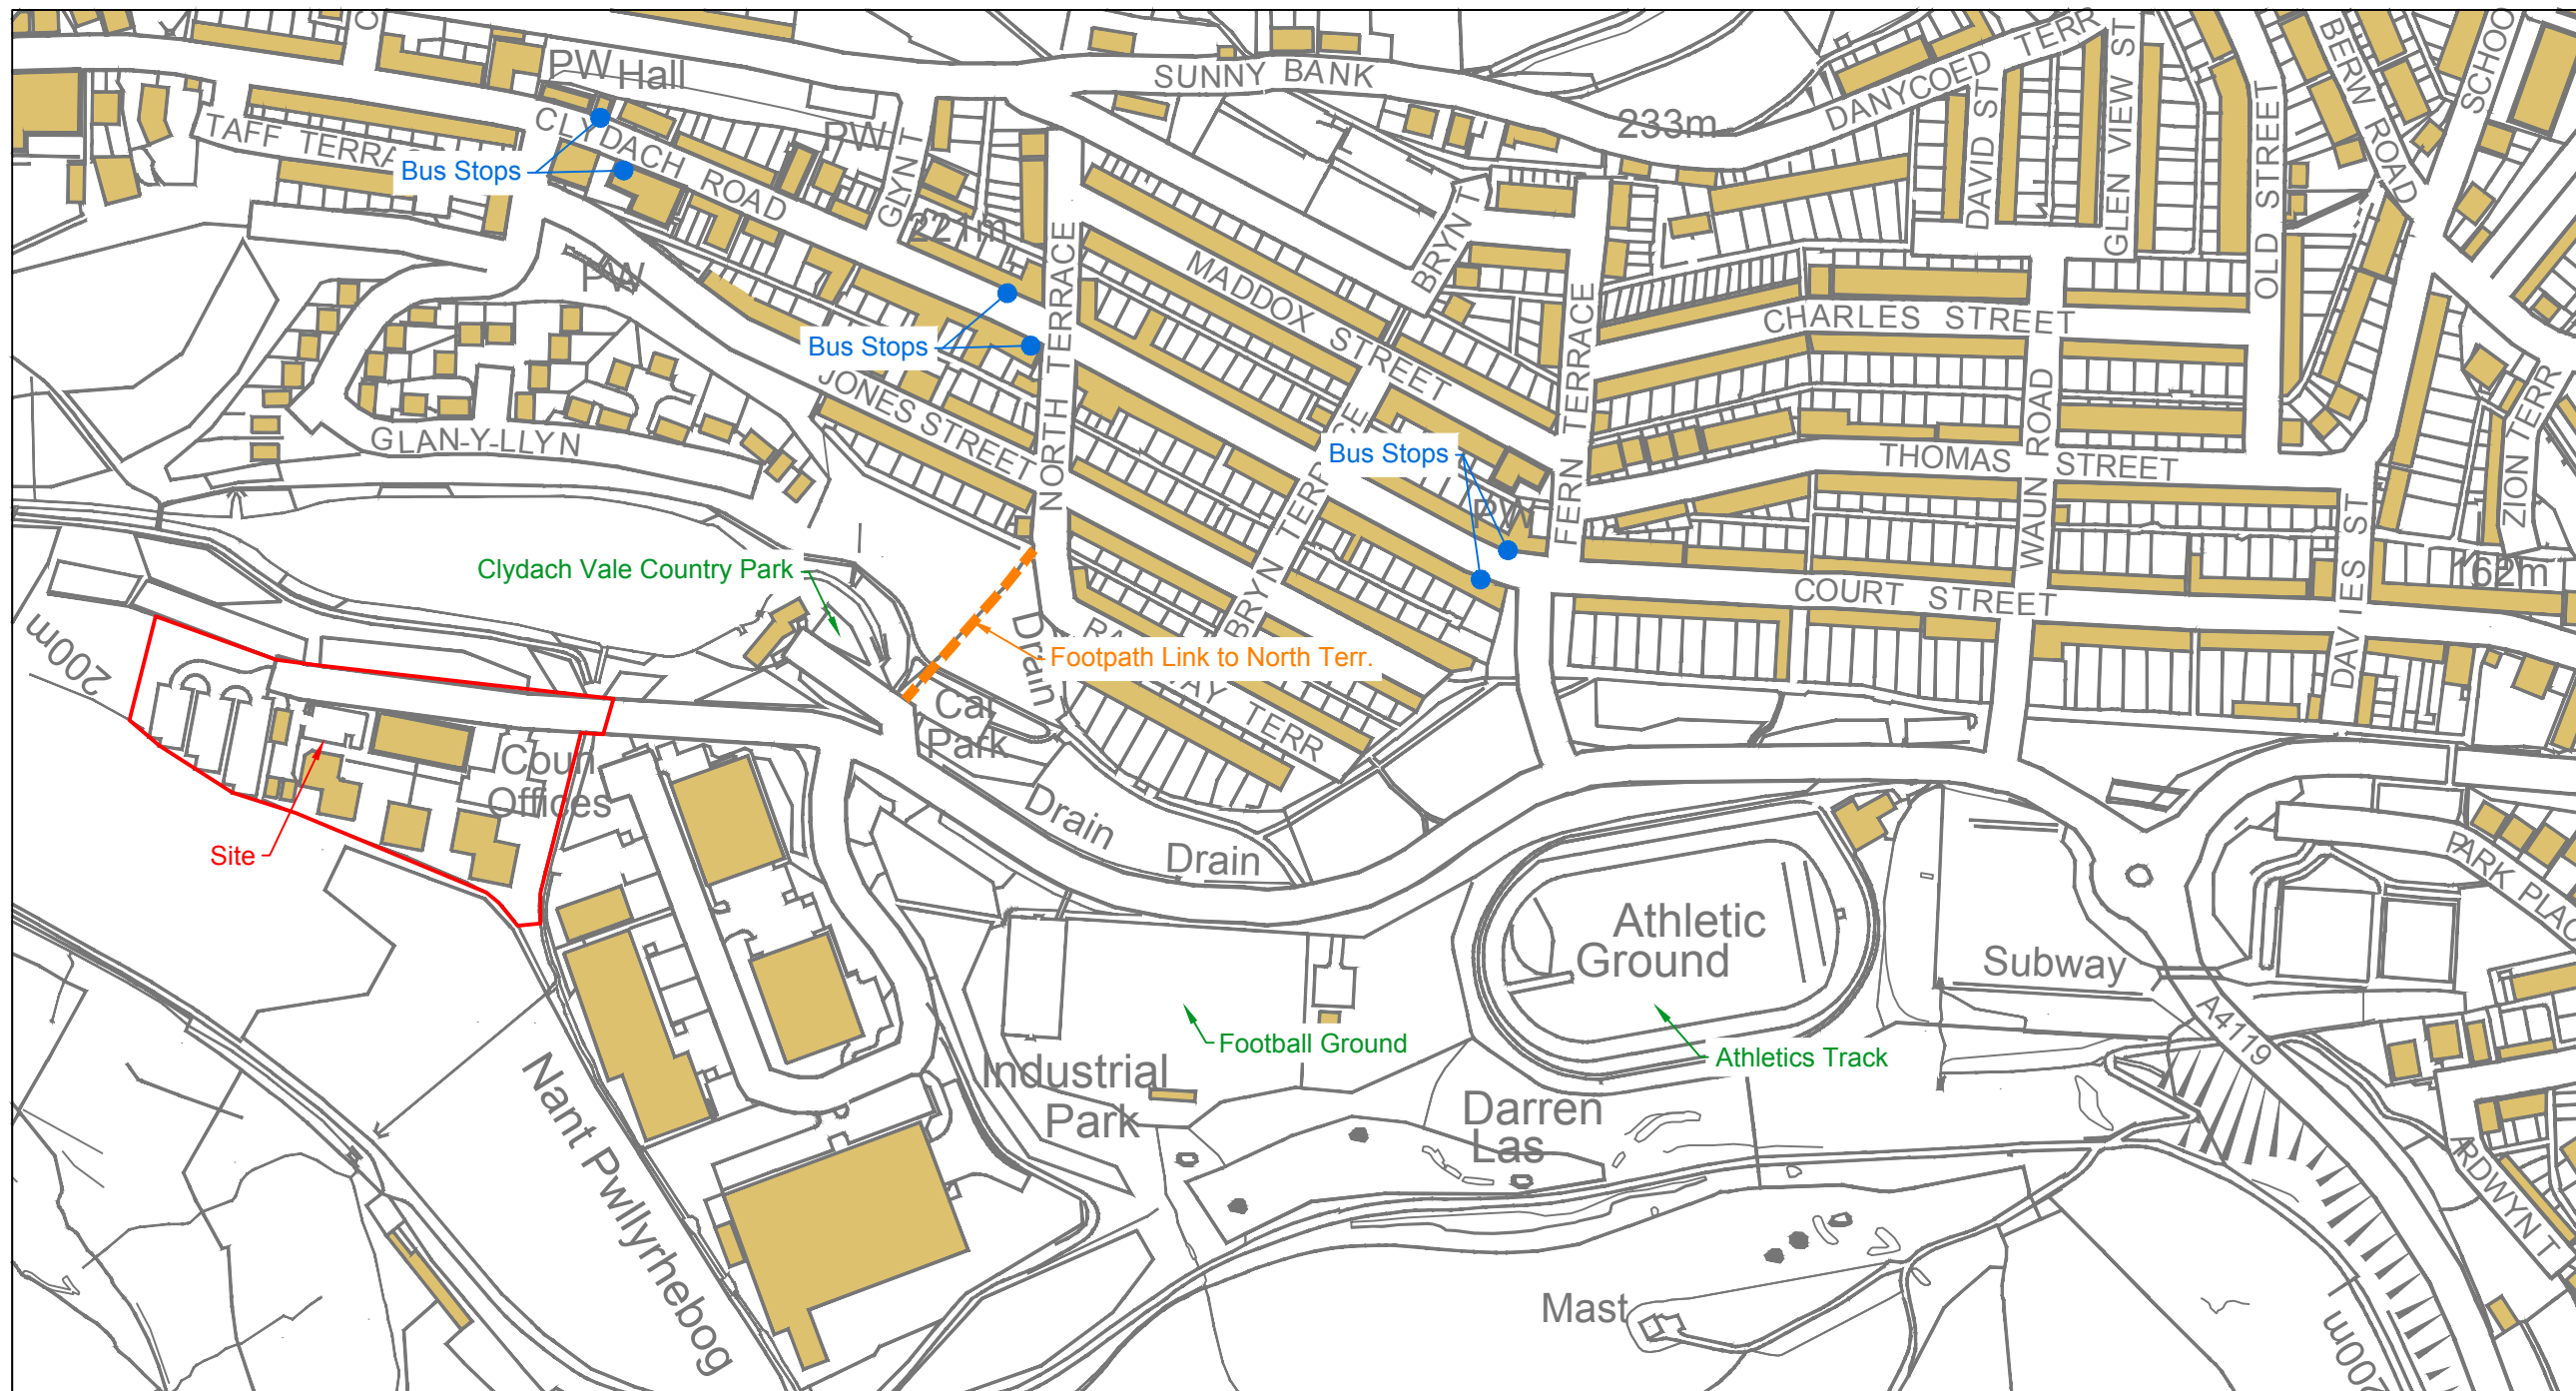 C
PW
Hall
SUNNY BANK
DANYCOED TERR
DAVID ST
GLEN VIEW ST
OLD STREET
BERW ROAD
TAFF TERRA
CLYDACH ROAD
Bus Stops
PW
GLYN T
221m
233m
PW
NORTH TERRACE
MADDOX STREET
BRYN T
FERN TERRACE
CHARLES STREET
Bus Stops
JONES STREET
GLAN-Y-LLYN
BRYN TERRACE
Bus Stops
THOMAS STREET
WAUN ROAD
ZION TERR
DAVIES ST
COURT STREET
162m
Clydach Vale Country Park
200m
Footpath Link to North Terr.
Drain
RAILWAY TERR
Car
Park
Coun
Offices
Site
Drain
Drain
Athletic
Ground
Subway
PARK PLAC
A4119
Football Ground
Athletics Track
Industrial
Park
Darren
Las
Nant Pwllyrhebog
ARDWYN T
Mast
200m